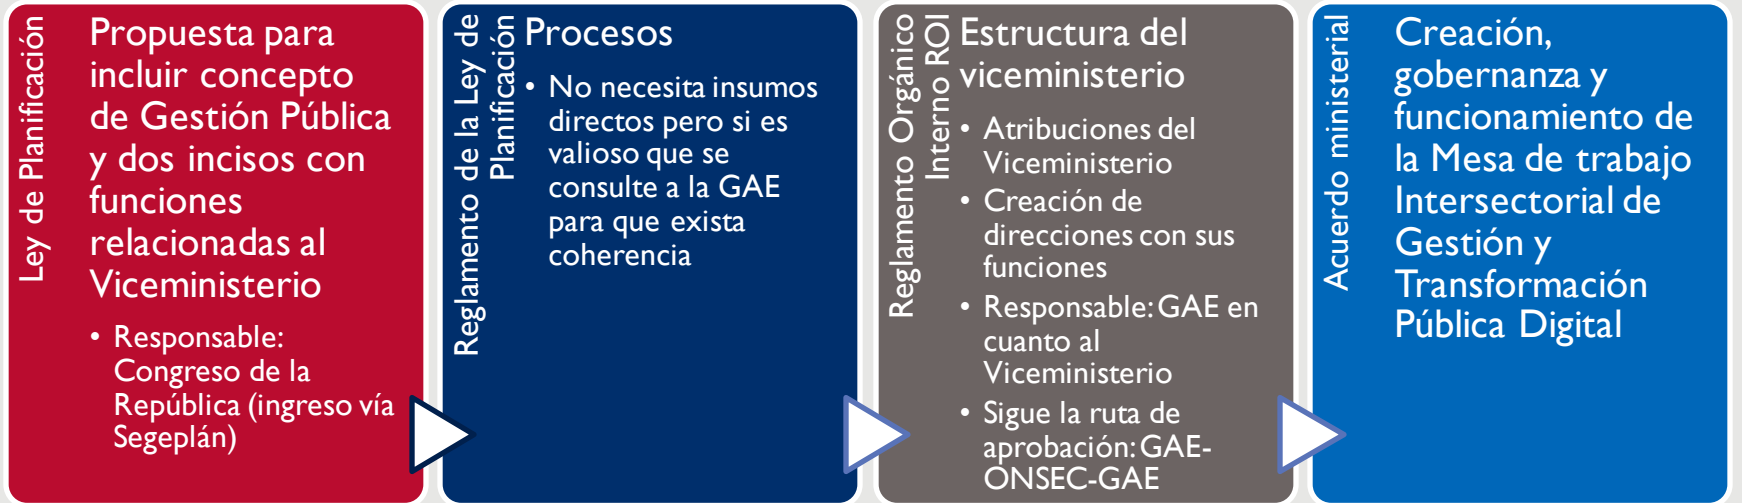 Ley de Planificación
Propuesta para
incluir concepto
de Gestión Pública
y dos incisos con
funciones
relacionadas al
Viceministerio
• Responsable:
Congreso de la
República (ingreso vía
Segeplán)
Reglamento de la Ley de
Planificación
Procesos
• No necesita insumos
directos pero si es
valioso que se
consulte a la GAE
para que exista
coherencia
Reglamento Orgánico
Interno ROI
Estructura del
viceministerio
• Atribuciones del
Viceministerio
• Creación de
direcciones con sus
funciones
• Responsable: GAE en
cuanto al
Viceministerio
• Sigue la ruta de
aprobación: GAE-
ONSEC-GAE
Acuerdo ministerial
Creación,
gobernanza y
funcionamiento de
la Mesa de trabajo
Intersectorial de
Gestión y
Transformación
Pública Digital